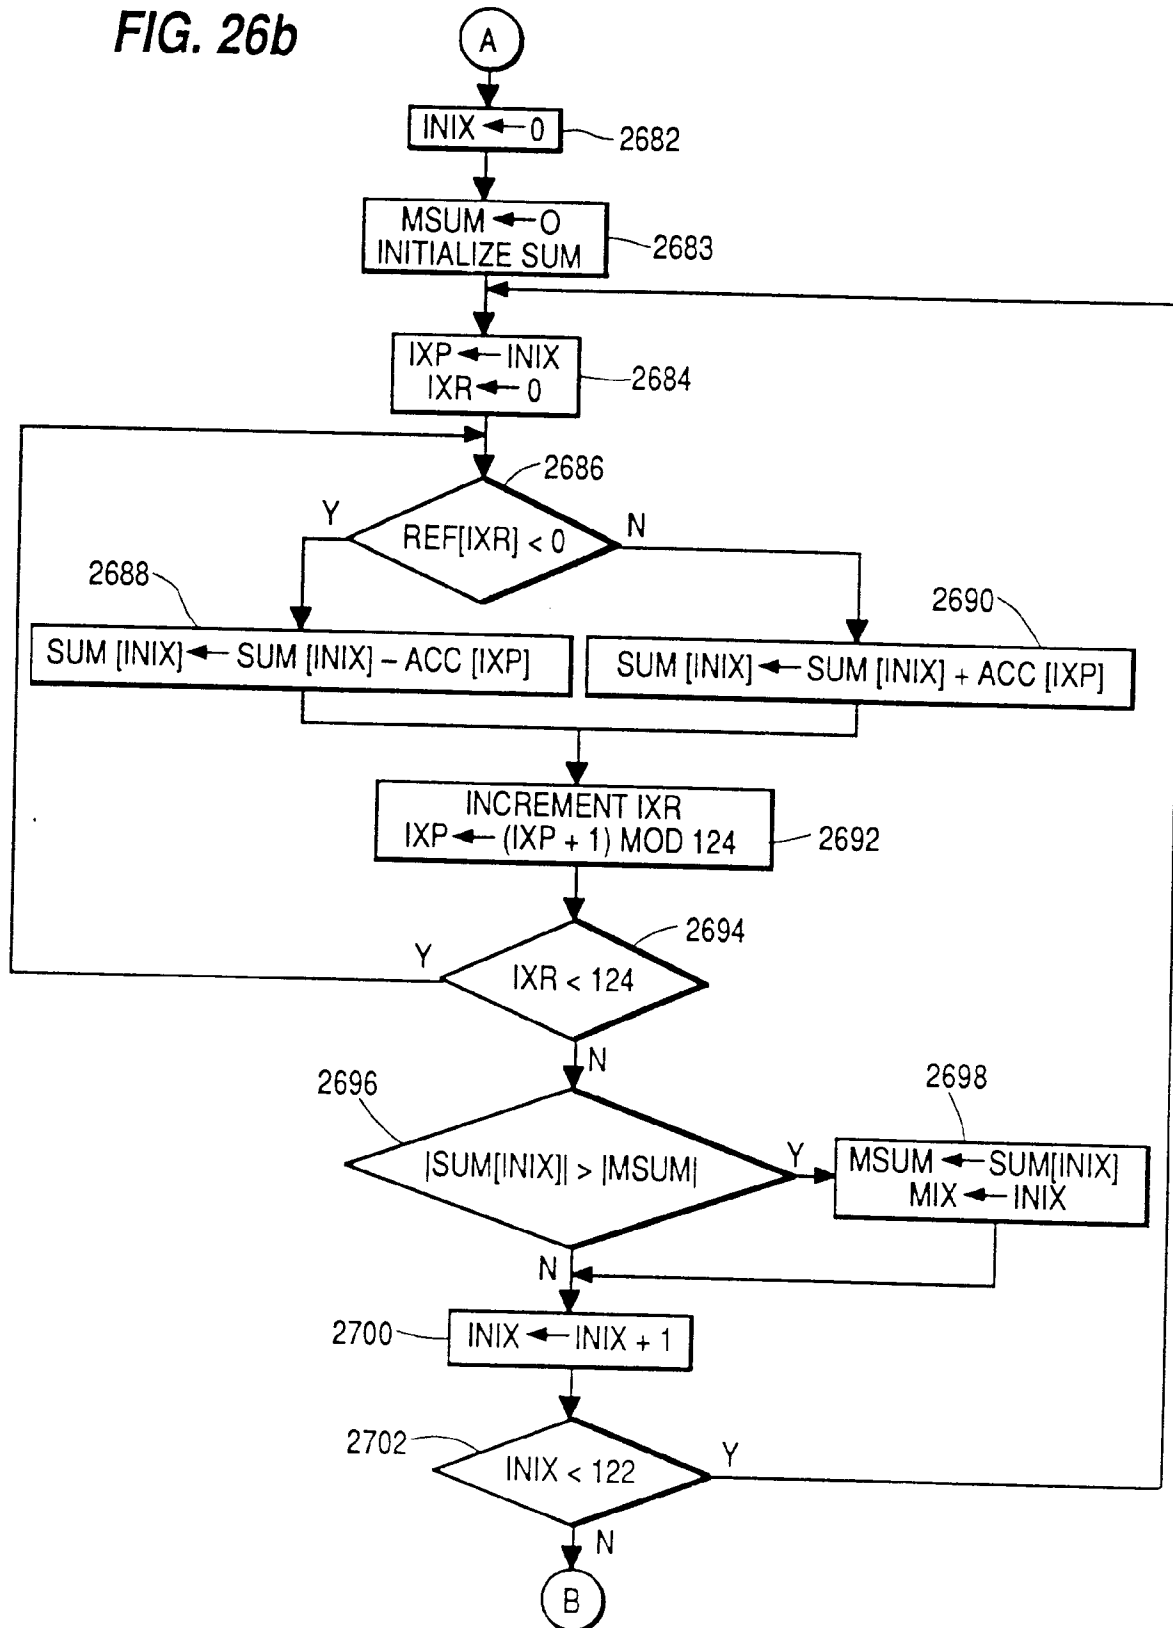 FIG. 26b
A
INIX ← 0
2682
MSUM ← O
INITIALIZE SUM
2683
IXP ← INIX
IXR ← 0
2684
2686
Y
REF[IXR] < 0
N
2688
SUM [INIX] ← SUM [INIX] – ACC [IXP]
2690
SUM [INIX] ← SUM [INIX] + ACC [IXP]
INCREMENT IXR
IXP ← (IXP + 1) MOD 124
2692
2694
Y
IXR < 124
N
2696
|SUM[INIX]| > |MSUM|
Y
2698
MSUM ← SUM[INIX]
MIX ← INIX
N
2700
INIX ← INIX + 1
2702
INIX < 122
Y
N
B